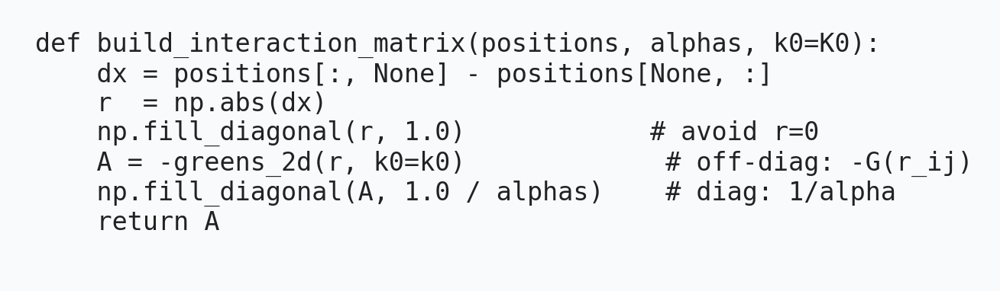 def build_interaction_matrix(positions, alphas, k0=K0):
    dx = positions[:, None] - positions[None, :]
    r  = np.abs(dx)
    np.fill_diagonal(r, 1.0)            # avoid r=0
    A = -greens_2d(r, k0=k0)             # off-diag: -G(r_ij)
    np.fill_diagonal(A, 1.0 / alphas)    # diag: 1/alpha
    return A